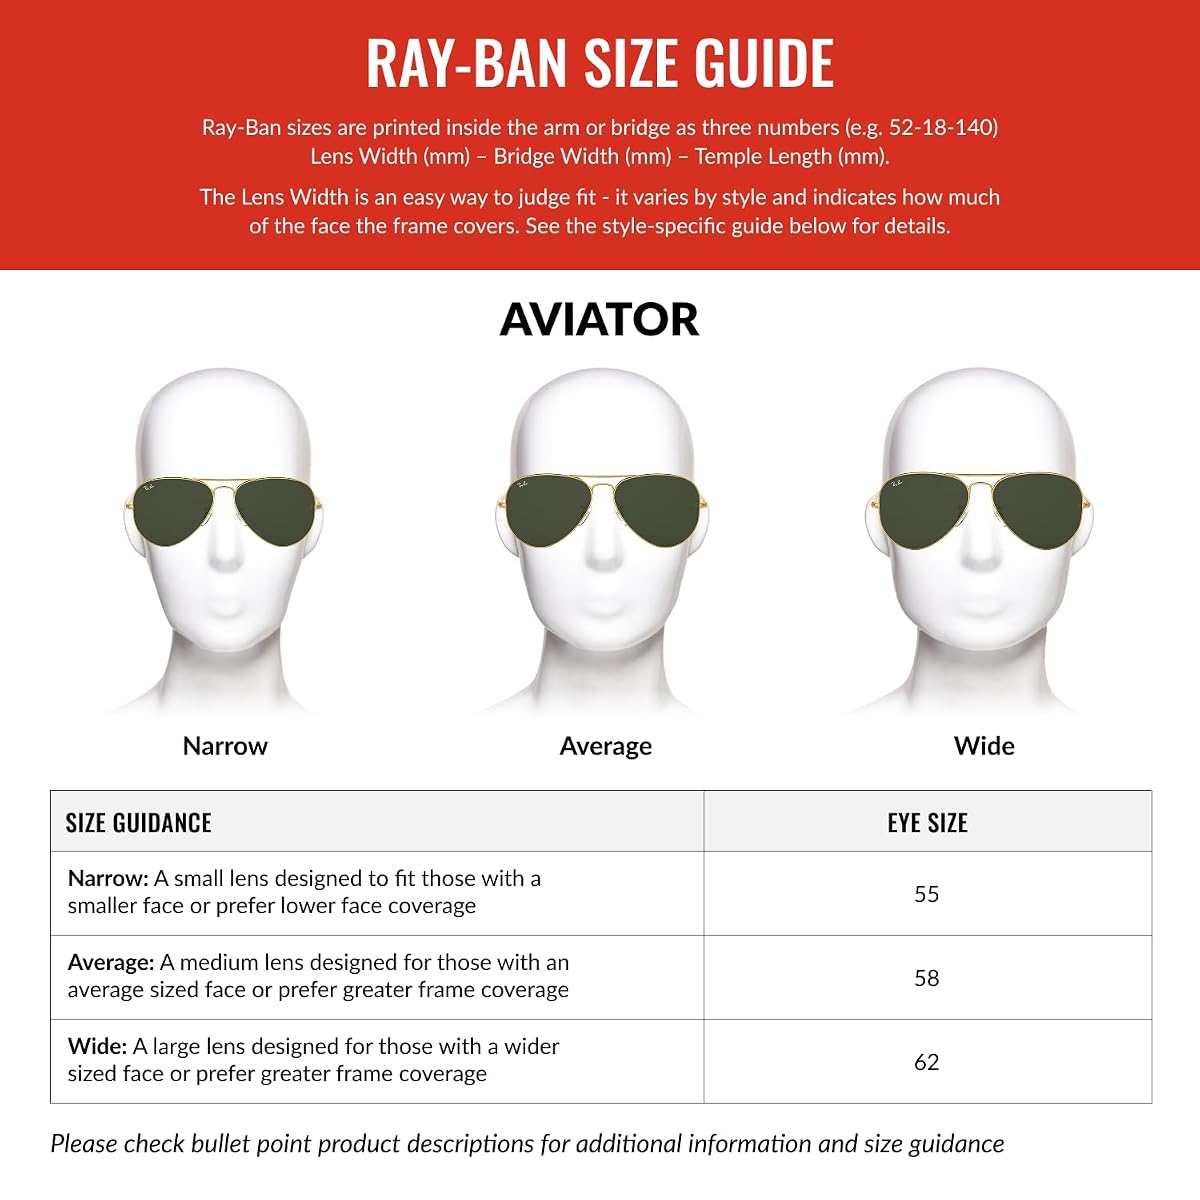 RAY-BAN SIZE GUIDE
Ray-Ban sizes are printed inside the arm or bridge as three numbers (e.g. 52-18-140)
Lens Width (mm) – Bridge Width (mm) – Temple Length (mm).
The Lens Width is an easy way to judge fit - it varies by style and indicates how much
of the face the frame covers. See the style-specific guide below for details.
AVIATOR
Narrow
Average
Wide
SIZE GUIDANCE
EYE SIZE
Narrow: A small lens designed to fit those with a
smaller face or prefer lower face coverage
55
Average: A medium lens designed for those with an
average sized face or prefer greater frame coverage
58
Wide: A large lens designed for those with a wider
sized face or prefer greater frame coverage
62
Please check bullet point product descriptions for additional information and size guidance